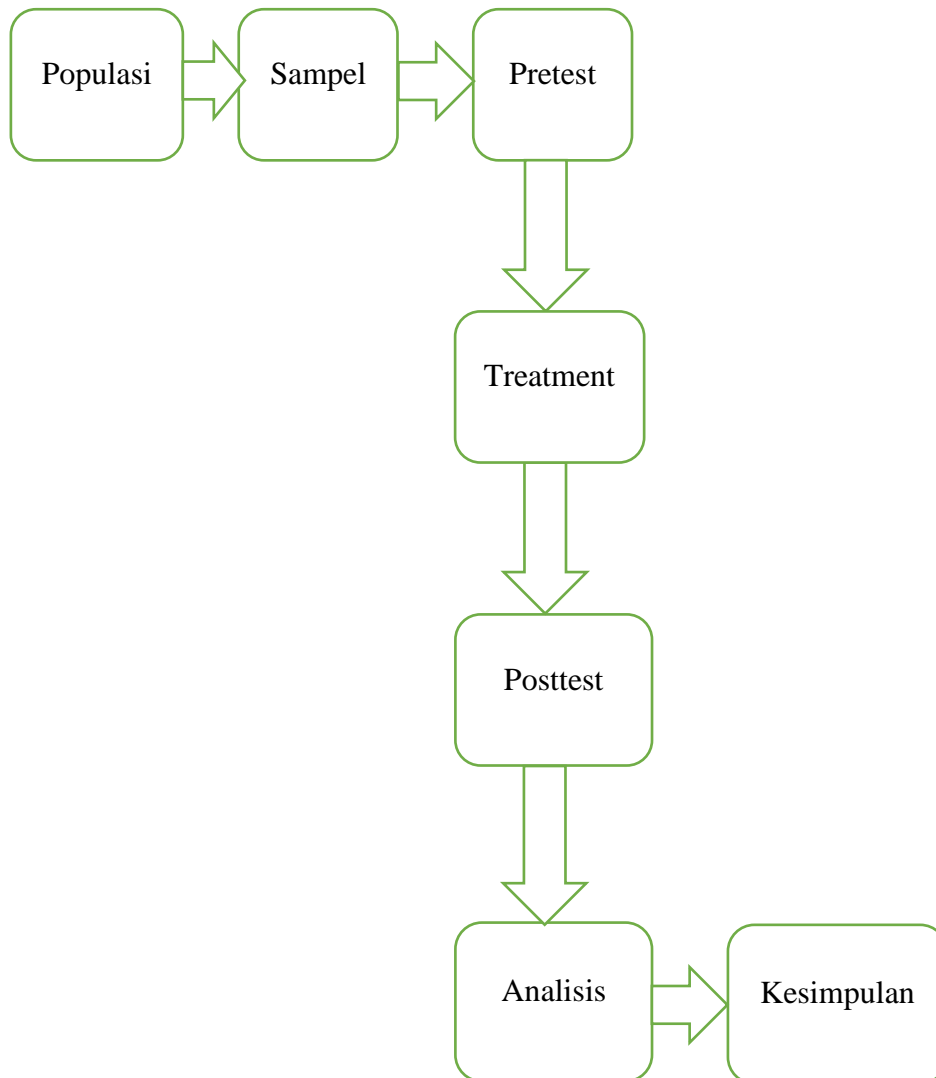 Populasi
Sampel
Pretest
Treatment
Posttest
Analisis
Kesimpulan